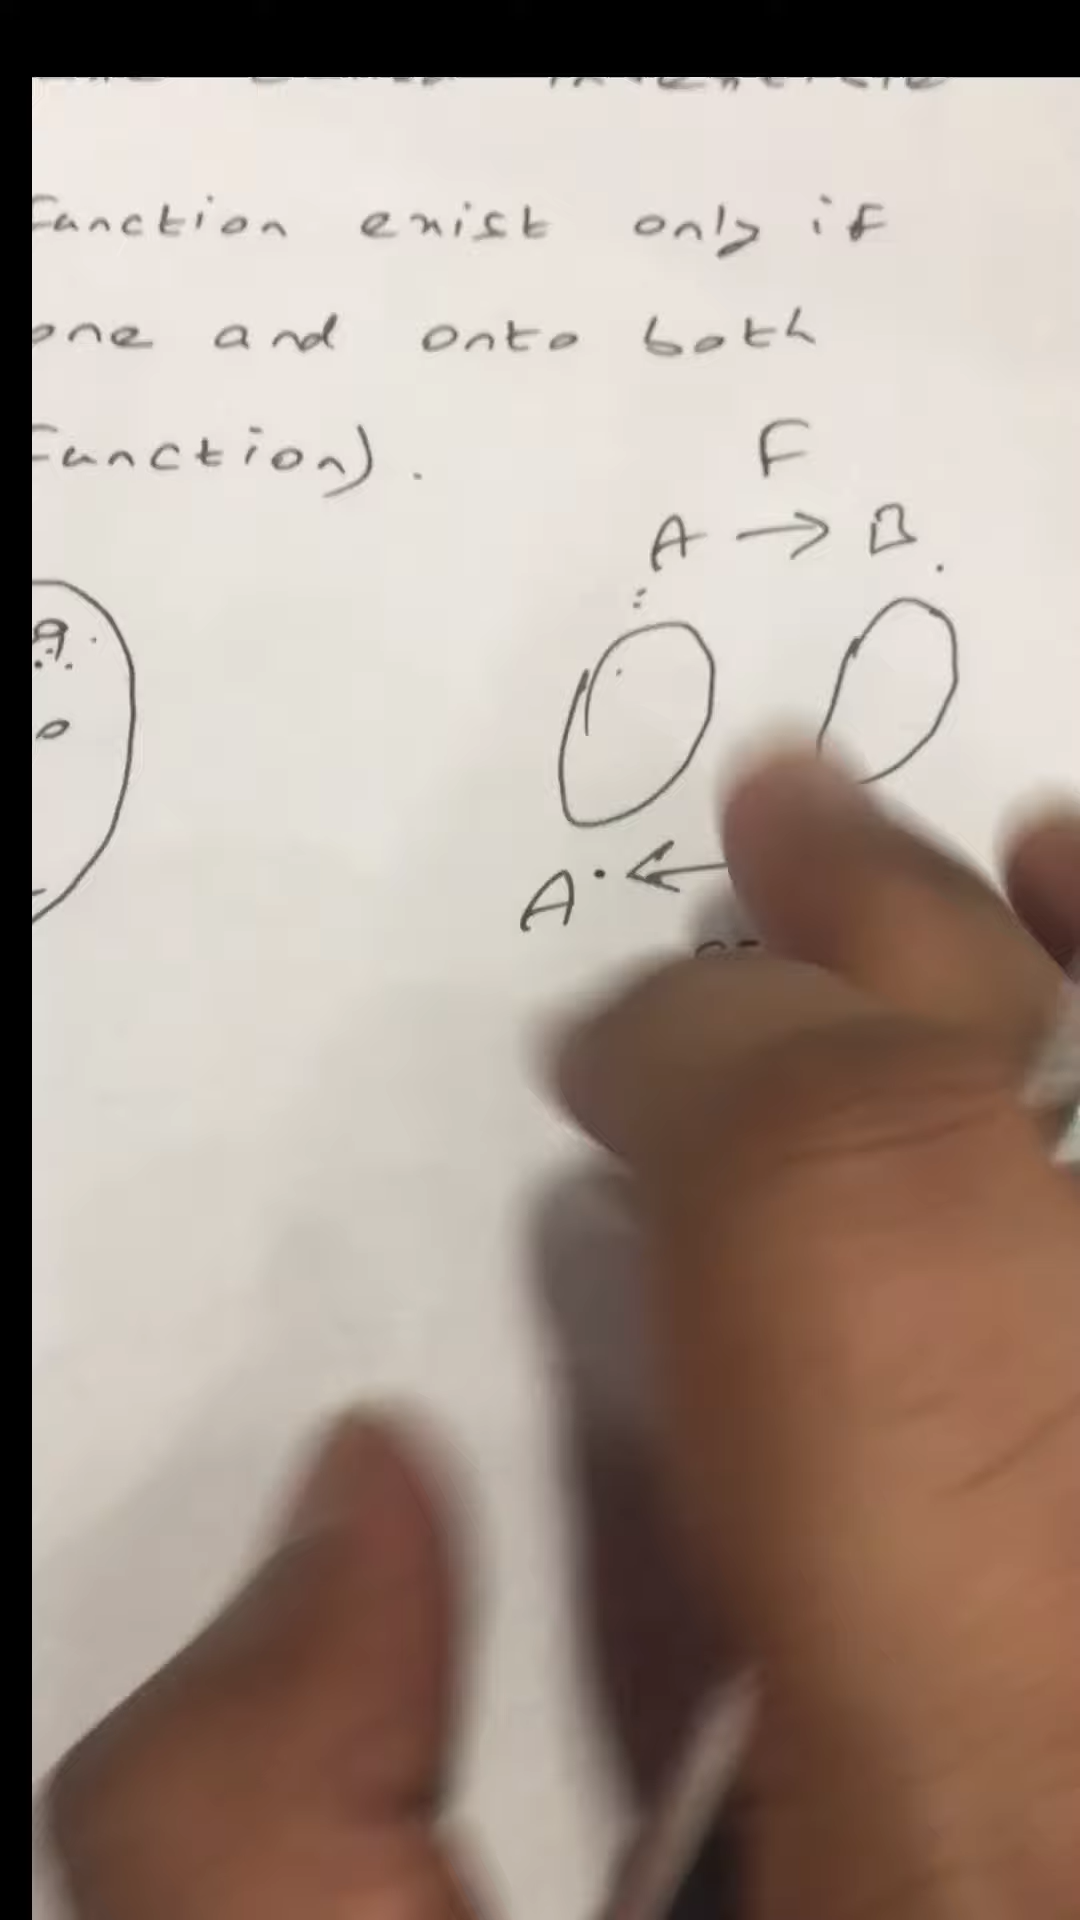 Function exist only if
one and onto both
Function).
F
A → B
A ←